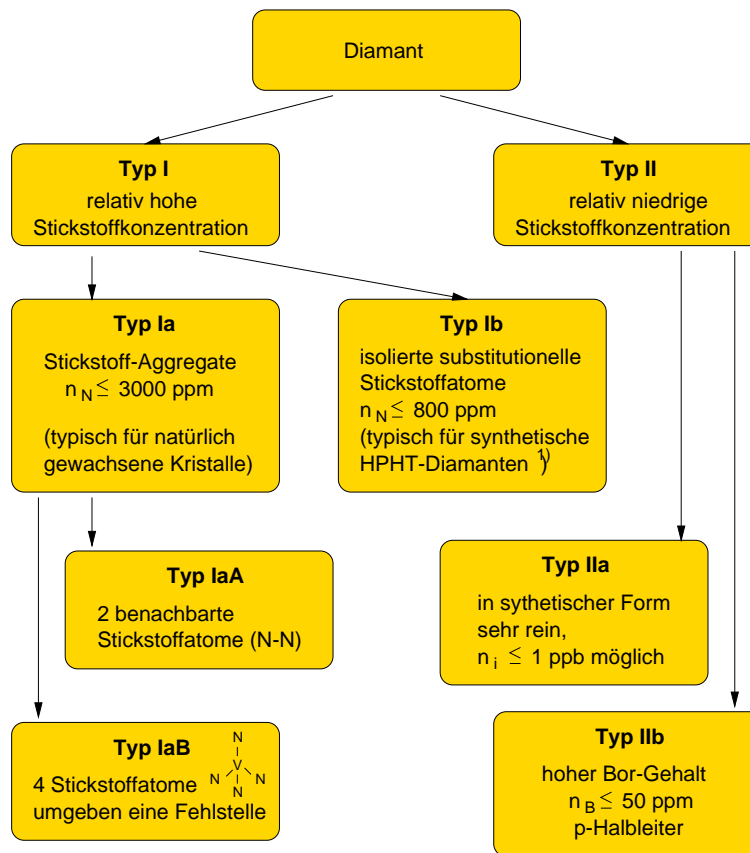 Diamant
Typ I
relativ hohe
Stickstoffkonzentration
Typ II
relativ niedrige
Stickstoffkonzentration
Typ Ia
Stickstoff-Aggregate
n N ≤ 3000 ppm
(typisch für natürlich
gewachsene Kristalle)
Typ Ib
isolierte substitutionelle
Stickstoffatome
n N ≤ 800 ppm
(typisch für synthetische
HPHT-Diamanten 1))
Typ IaA
2 benachbarte
Stickstoffatome (N-N)
Typ IIa
in sythetischer Form
sehr rein,
n i ≤ 1 ppb möglich
Typ IaB
4 Stickstoffatome
umgeben eine Fehlstelle
N
V
N N N
Typ IIb
hoher Bor-Gehalt
n B ≤ 50 ppm
p-Halbleiter